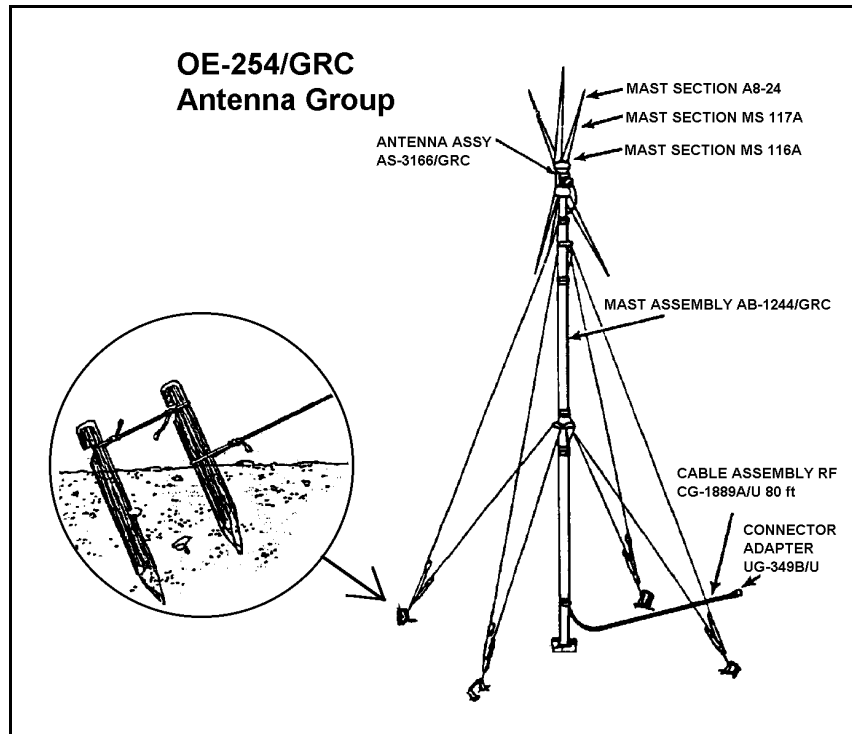 OE-254/GRC
Antenna Group
MAST SECTION A8-24
MAST SECTION MS 117A
ANTENNA ASSY
AS-3166/GRC
MAST SECTION MS 116A
MAST ASSEMBLY AB-1244/GRC
CABLE ASSEMBLY RF
CG-1889A/U 80 ft
CONNECTOR
ADAPTER
UG-349B/U